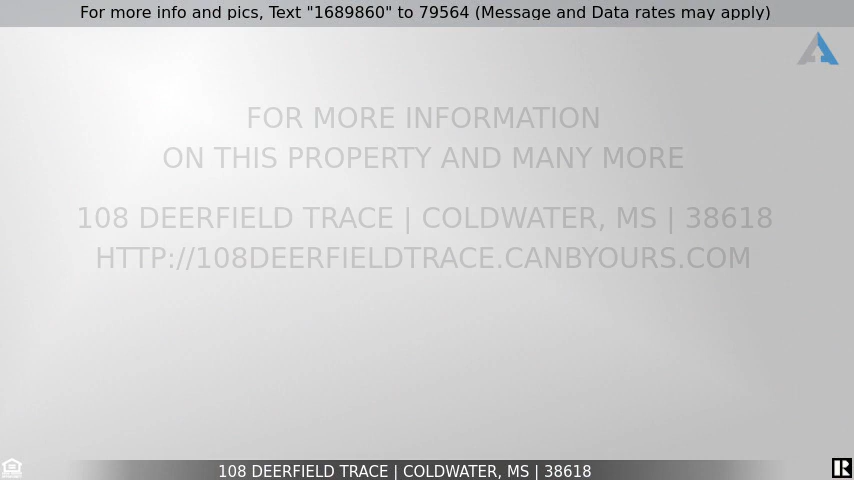 For more info and pics, Text "1689860" to 79564 (Message and Data rates may apply)
FOR MORE INFORMATION
ON THIS PROPERTY AND MANY MORE
108 DEERFIELD TRACE | COLDWATER, MS | 38618
HTTP://108DEERFIELDTRACE.CANBYOURS.COM
108 DEERFIELD TRACE | COLDWATER, MS | 38618